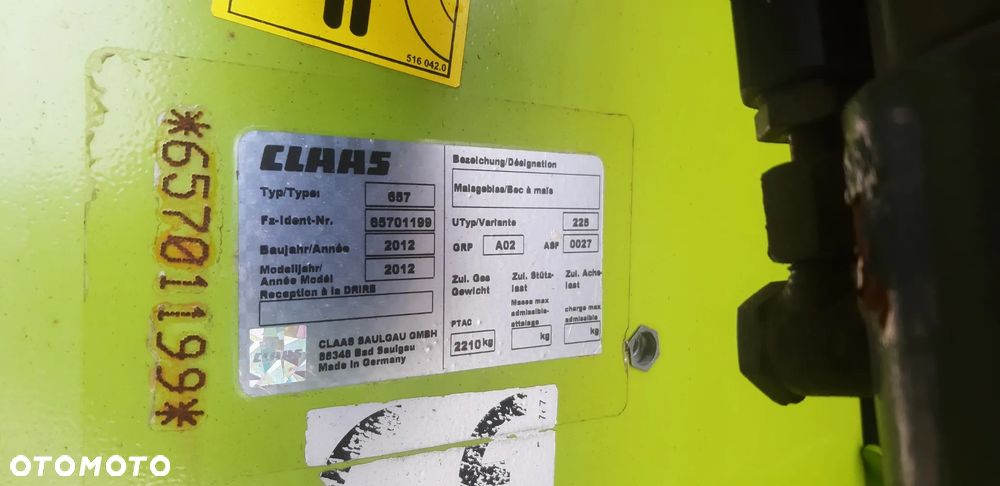 516 042.0
*65701199*
CLAAS
Typ/Type: 657
Fz-Ident-Nr. 65701199
Baujahr/Année 2012
Modelljahr/
Année Modèl 2012
Reception à la DRIRE
CLAAS
CLAAS SAULGAU GMBH
88348 Bad Saulgau
Made in Germany
Bezeichung/Désignation
Maisgebiss/Bec à maïs
UTyp/Variante 225
GRP A02 ASF 0027
Zul. Ges
Gewicht
PTAC
2210 kg
Zul. Stütz-
last
Masse max
admissible-
attelage
kg
Zul. Achs-
last
charge max
admissible
kg
OTOMOTO